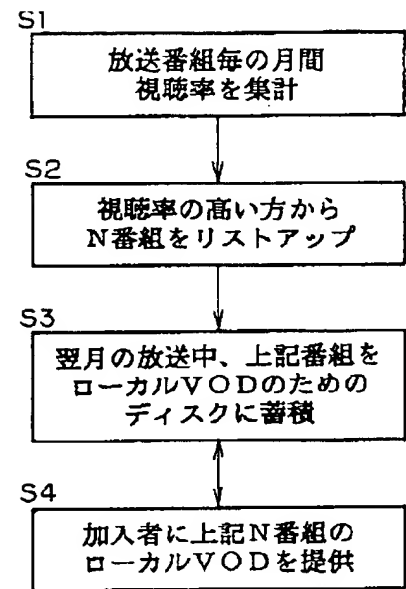 S1
放送番組毎の月間
視聴率を集計
S2
視聴率の高い方から
N番組をリストアップ
S3
翌月の放送中、上記番組を
ローカルVODのための
ディスクに蓄積
S4
加入者に上記N番組の
ローカルVODを提供